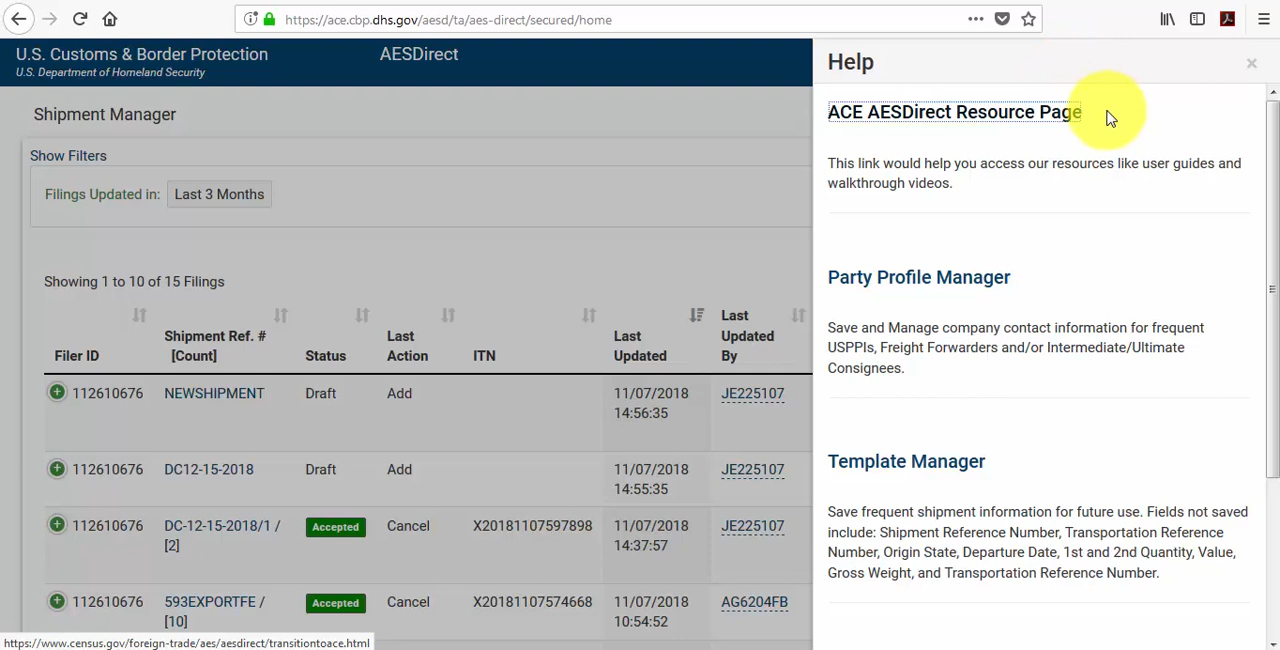 https://ace.cbp.dhs.gov/aesd/ta/aes-direct/secured/home
U.S. Customs & Border Protection
U.S. Department of Homeland Security
AESDirect
Shipment Manager
Show Filters
Filings Updated in: Last 3 Months
Showing 1 to 10 of 15 Filings
Filer ID Shipment Ref. # [Count] Status Last Action ITN Last Updated Last Updated By
112610676 NEWSHIPMENT Draft Add 11/07/2018 14:56:35 JE225107
112610676 DC12-15-2018 Draft Add 11/07/2018 14:55:35 JE225107
112610676 DC-12-15-2018/1 / [2] Accepted Cancel X20181107597898 11/07/2018 14:37:57 JE225107
112610676 593EXPORTFE / [10] Accepted Cancel X20181107574668 11/07/2018 10:54:52 AG6204FB
https://www.census.gov/foreign-trade/aes/aesdirect/transitiontoace.html
Help
×
ACE AESDirect Resource Page
This link would help you access our resources like user guides and
walkthrough videos.
Party Profile Manager
Save and Manage company contact information for frequent
USPPIs, Freight Forwarders and/or Intermediate/Ultimate
Consignees.
Template Manager
Save frequent shipment information for future use. Fields not saved
include: Shipment Reference Number, Transportation Reference
Number, Origin State, Departure Date, 1st and 2nd Quantity, Value,
Gross Weight, and Transportation Reference Number.